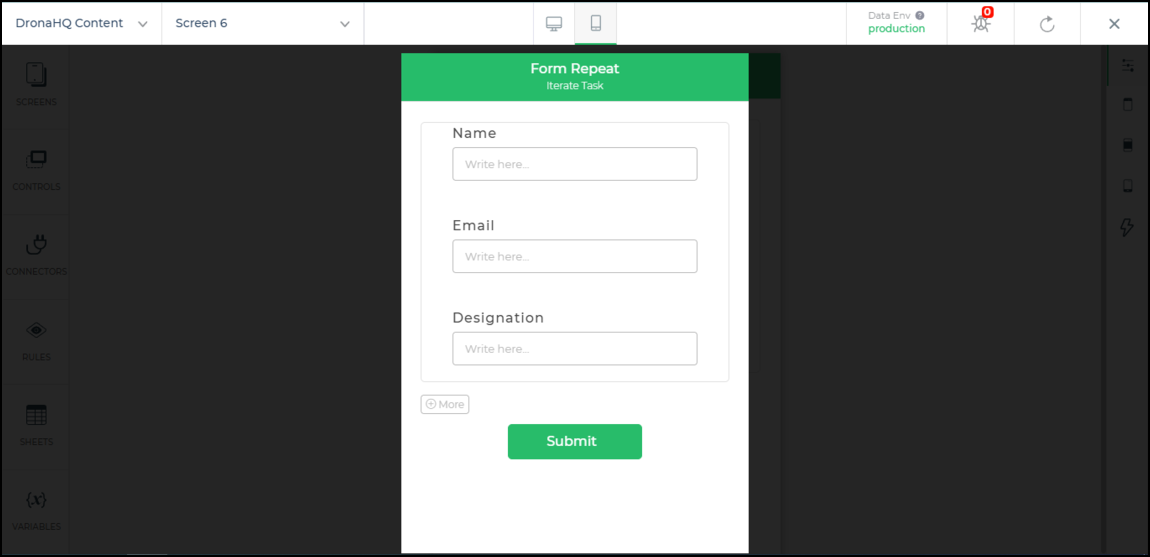 DronaHQ Content
Screen 6
Data Env
production
0
SCREENS
CONTROLS
CONNECTORS
RULES
SHEETS
{x}
VARIABLES
Form Repeat
Iterate Task
Name
Write here...
Email
Write here...
Designation
Write here...
More
Submit